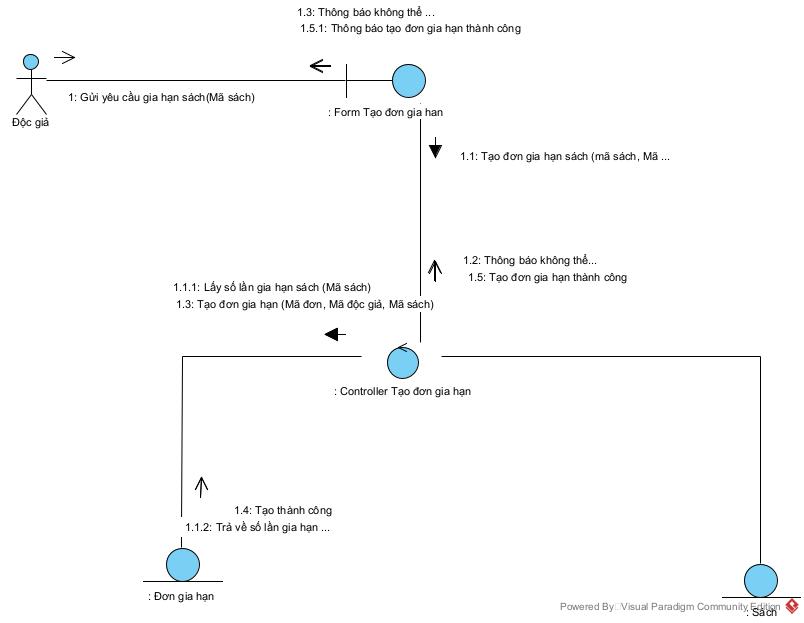 1.3: Thông báo không thể ...
1.5.1: Thông báo tạo đơn gia hạn thành công
1: Gửi yêu cầu gia hạn sách(Mã sách)
Độc giả
: Form Tạo đơn gia han
1.1: Tạo đơn gia hạn sách (mã sách, Mã ...
1.2: Thông báo không thể...
1.5: Tạo đơn gia hạn thành công
1.1.1: Lấy số lần gia hạn sách (Mã sách)
1.3: Tạo đơn gia hạn (Mã đơn, Mã độc giả, Mã sách)
: Controller Tạo đơn gia hạn
1.4: Tạo thành công
1.1.2: Trả về số lần gia hạn ...
: Đơn gia hạn
Powered By Visual Paradigm Community Edition
: Sách